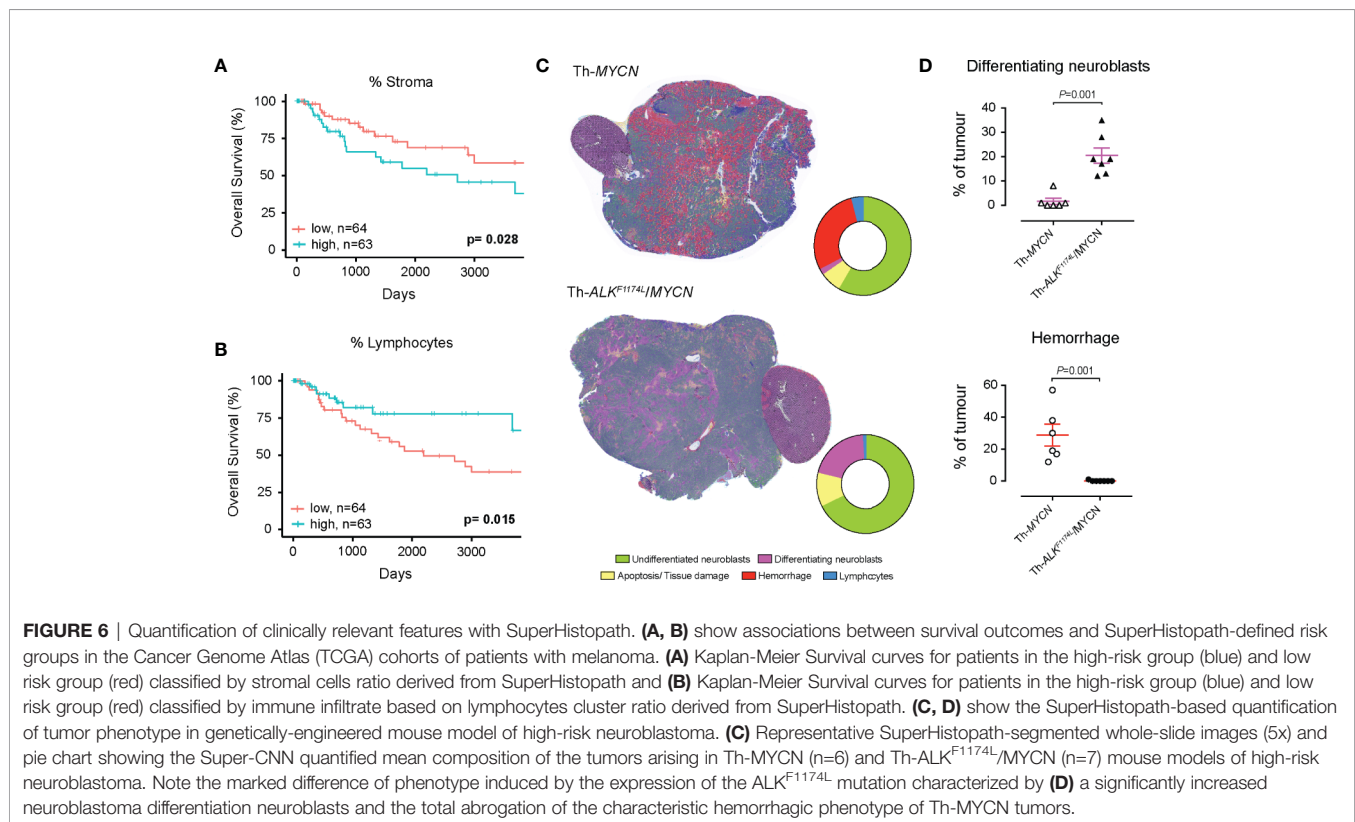 A
% Stroma
Overall Survival (%)
100
75
50
25
0
low, n=64
high, n=63
p= 0.028
0 1000 2000 3000
Days
B
% Lymphocytes
Overall Survival (%)
100
75
50
25
0
low, n=64
high, n=63
p= 0.015
0 1000 2000 3000
Days
C
Th-MYCN
Th-ALK^F1174L/MYCN
Undifferentiated neuroblasts
Differentiating neuroblasts
Apoptosis/ Tissue damage
Hemorrhage
Lymphocytes
D
Differentiating neuroblasts
P=0.001
% of tumour
40
30
20
10
0
Th-MYCN
Th-ALK^F1174L/MYCN
Hemorrhage
P=0.001
% of tumour
60
40
20
0
Th-MYCN
Th-ALK^F1174L/MYCN
FIGURE 6 | Quantification of clinically relevant features with SuperHistopath. (A, B) show associations between survival outcomes and SuperHistopath-defined risk
groups in the Cancer Genome Atlas (TCGA) cohorts of patients with melanoma. (A) Kaplan-Meier Survival curves for patients in the high-risk group (blue) and low
risk group (red) classified by stromal cells ratio derived from SuperHistopath and (B) Kaplan-Meier Survival curves for patients in the high-risk group (blue) and low
risk group (red) classified by immune infiltrate based on lymphocytes cluster ratio derived from SuperHistopath. (C, D) show the SuperHistopath-based quantification
of tumor phenotype in genetically-engineered mouse model of high-risk neuroblastoma. (C) Representative SuperHistopath-segmented whole-slide images (5x) and
pie chart showing the Super-CNN quantified mean composition of the tumors arising in Th-MYCN (n=6) and Th-ALK^F1174L/MYCN (n=7) mouse models of high-risk
neuroblastoma. Note the marked difference of phenotype induced by the expression of the ALK^F1174L mutation characterized by (D) a significantly increased
neuroblastoma differentiation neuroblasts and the total abrogation of the characteristic hemorrhagic phenotype of Th-MYCN tumors.